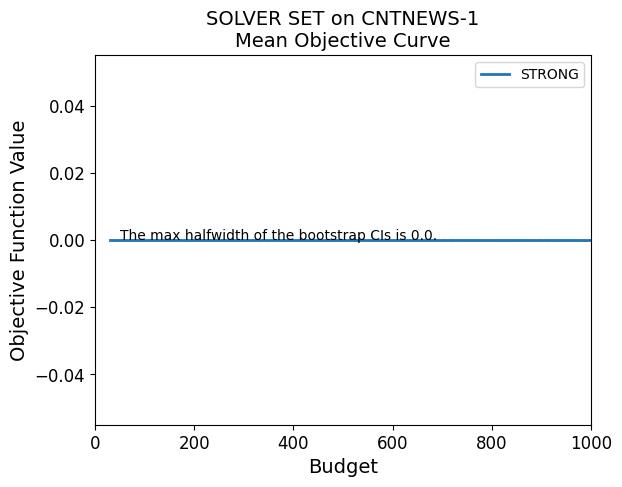 SOLVER SET on CNTNEWS-1
Mean Objective Curve
STRONG
Objective Function Value
0.04
0.02
0.00
−0.02
−0.04
The max halfwidth of the bootstrap CIs is 0.0.
0
200
400
600
800
1000
Budget